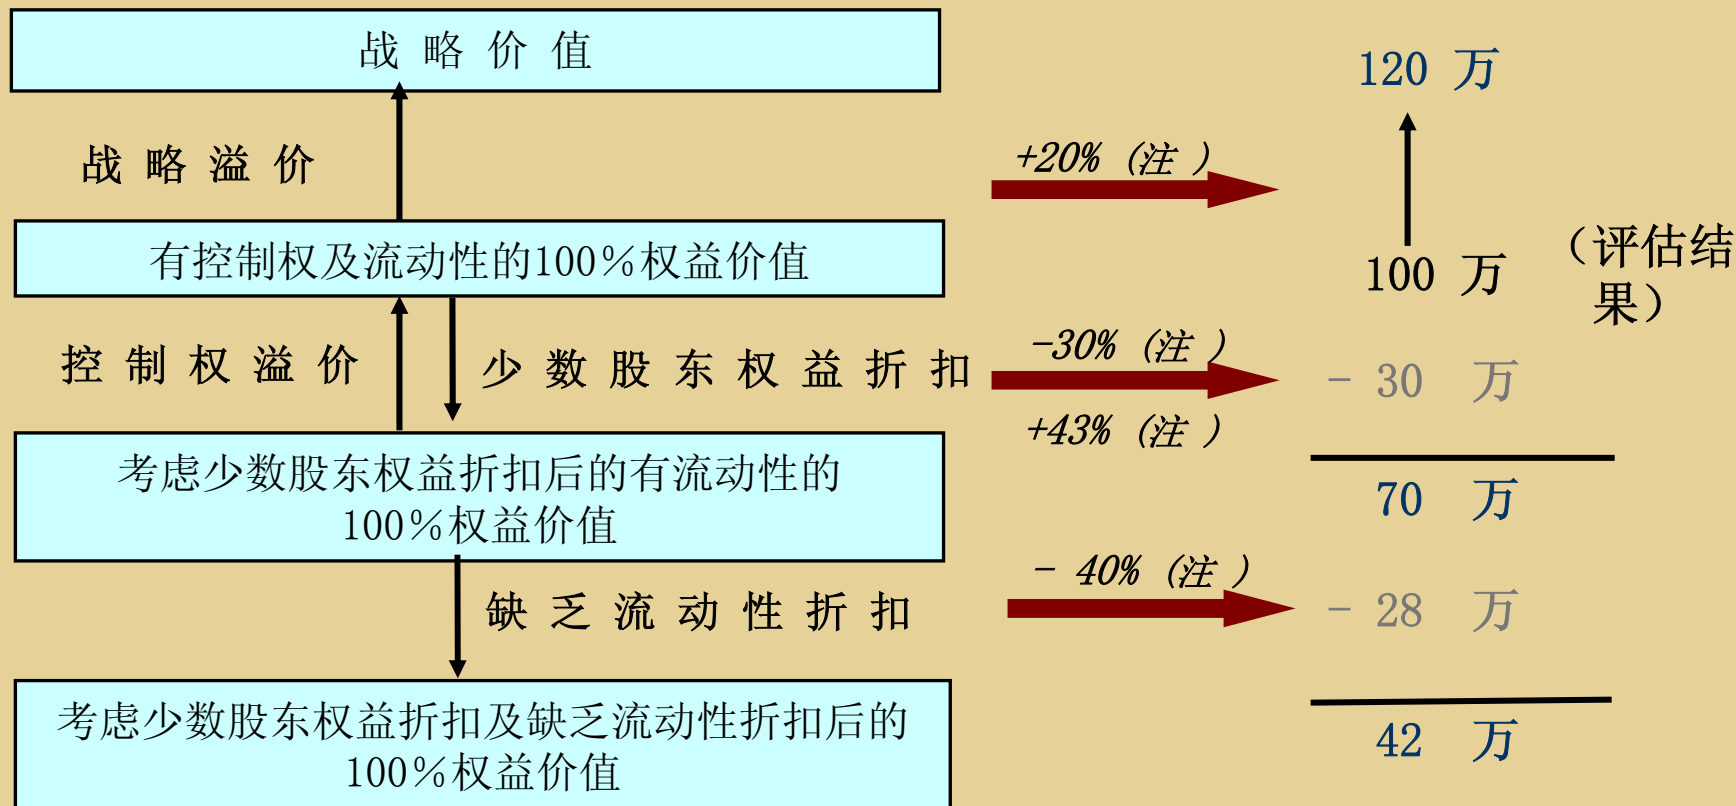 战 略 价 值
120 万
战 略 溢 价
+20% (注 )
有控制权及流动性的100%权益价值
100 万
(评估结
果)
控 制 权 溢 价
少 数 股 东 权 益 折 扣
-30% (注 )
- 30 万
+43% (注 )
考虑少数股东权益折扣后的有流动性的
100%权益价值
70 万
缺 乏 流 动 性 折 扣
- 40% (注 )
- 28 万
考虑少数股东权益折扣及缺乏流动性折扣后的
100%权益价值
42 万